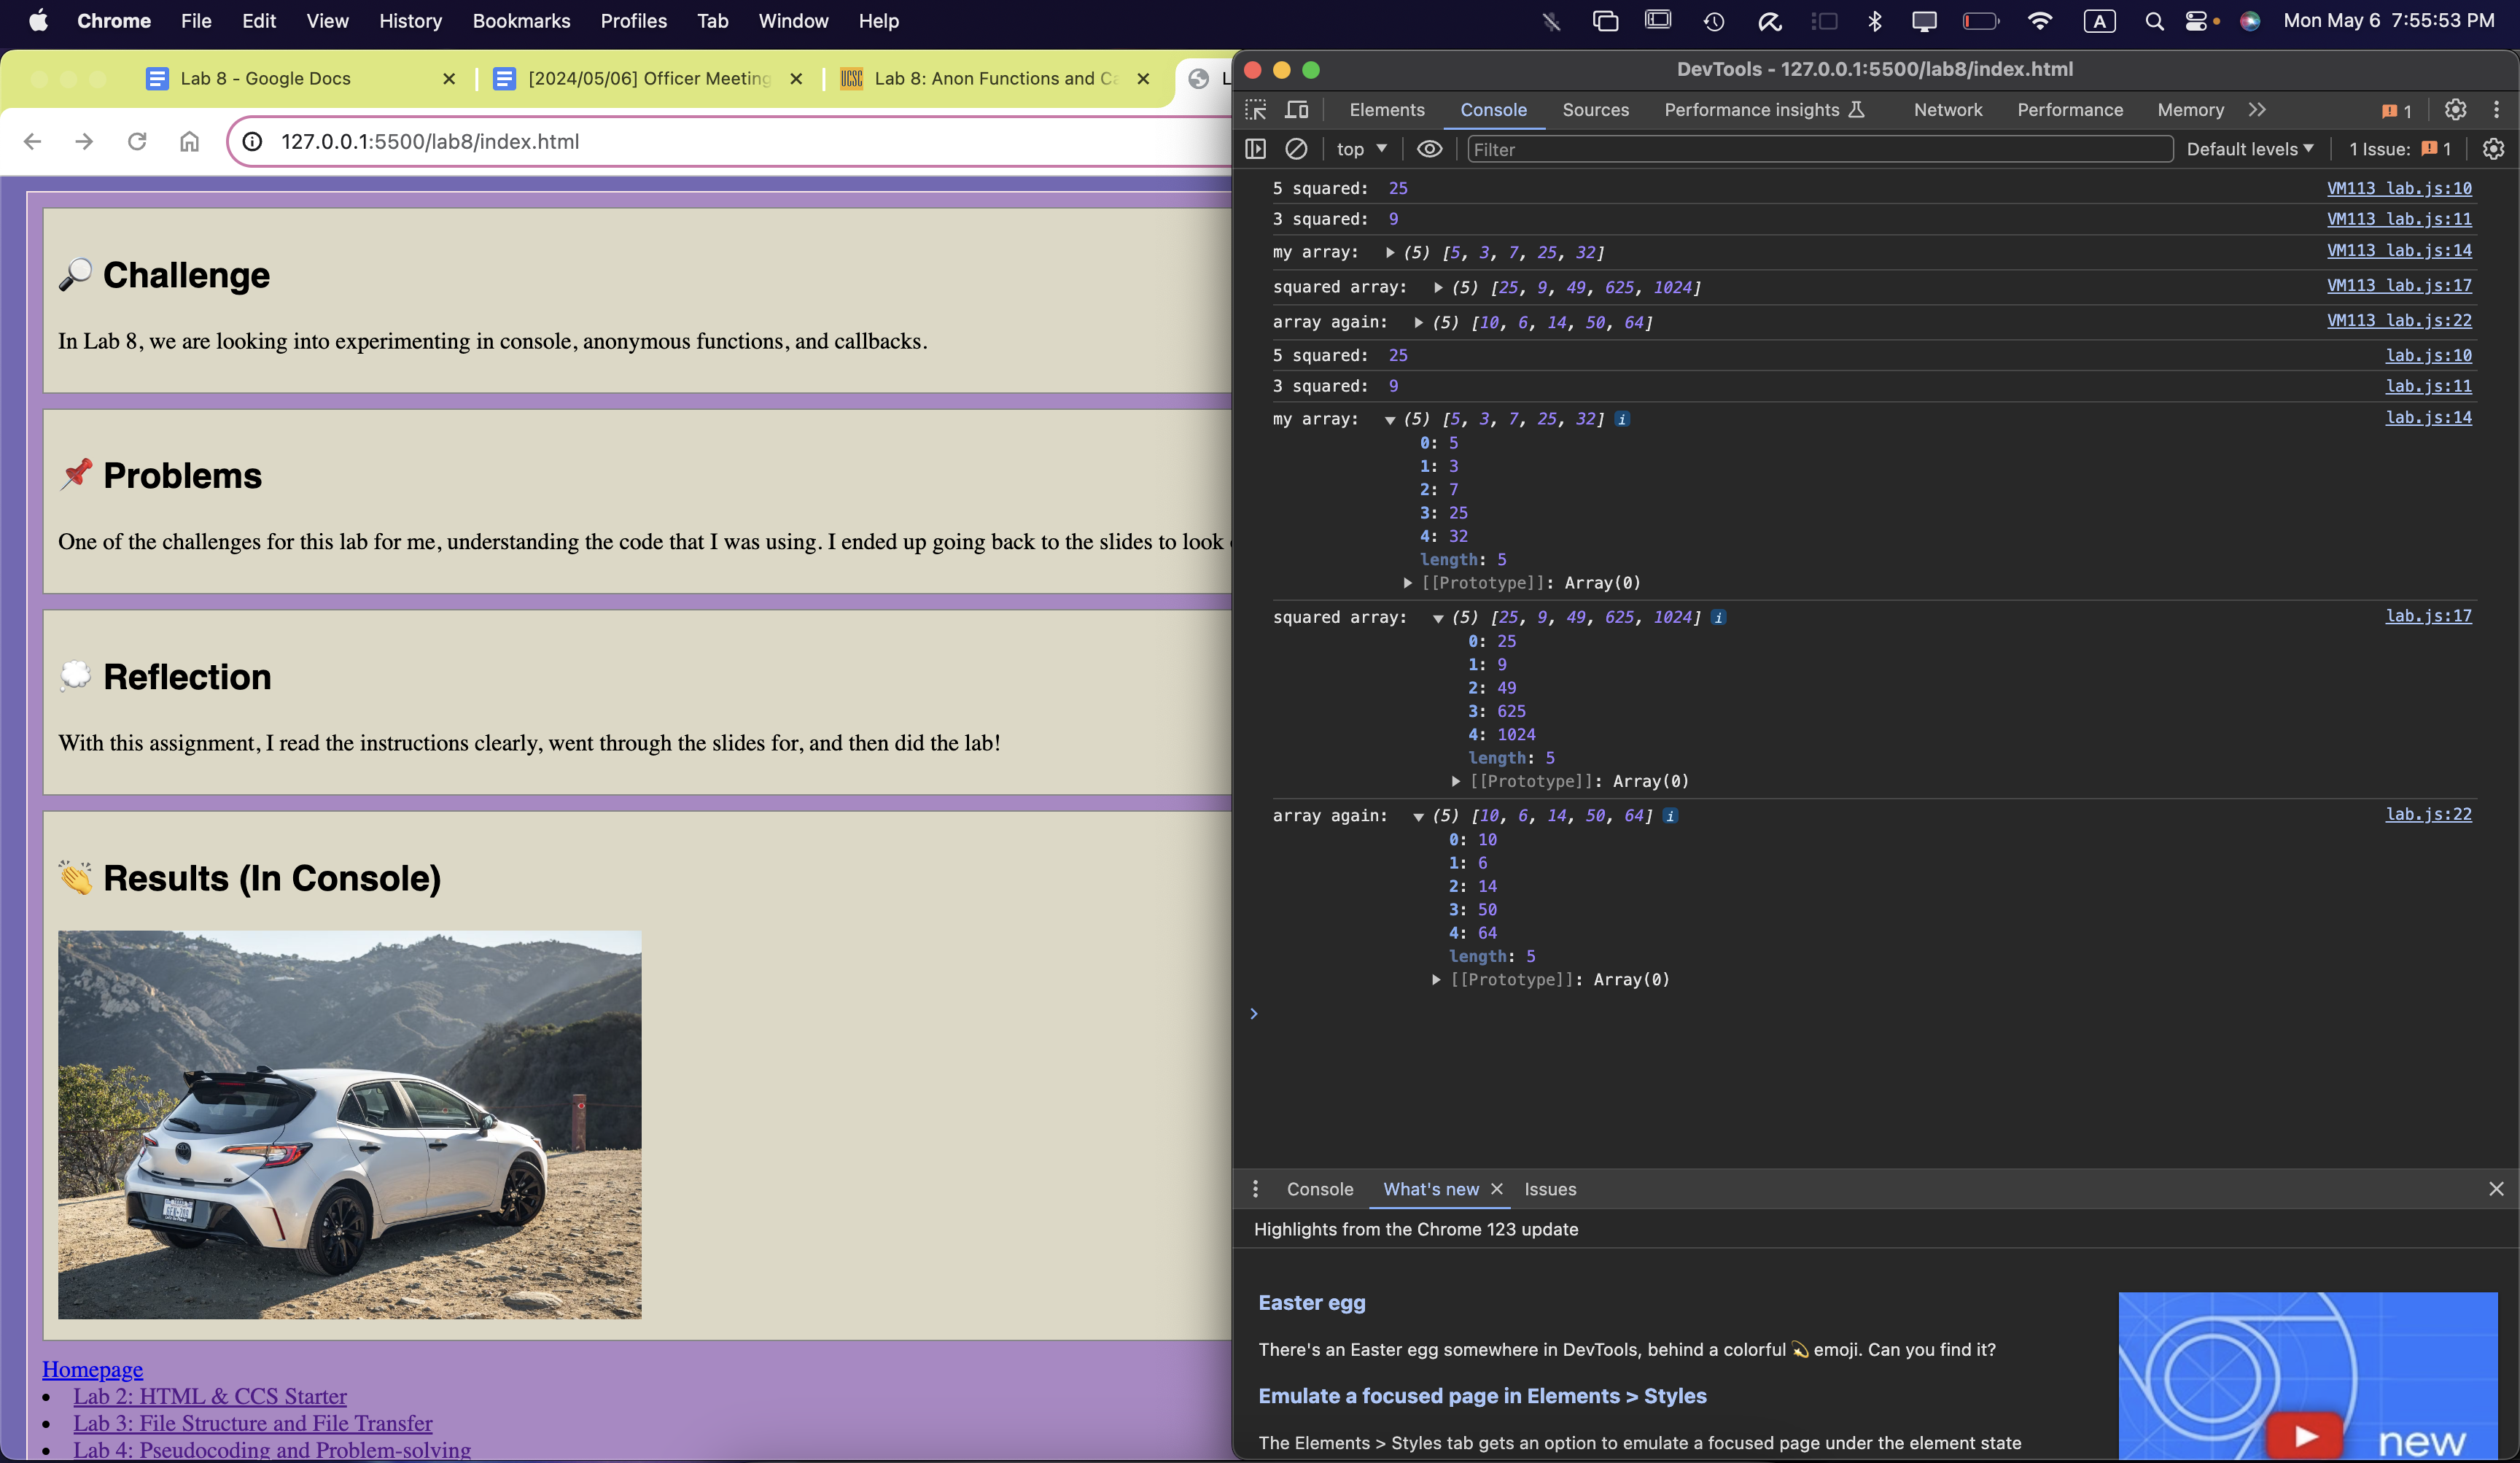 Chrome File Edit View History Bookmarks Profiles Tab Window Help A Mon May 6 7:55:53 PM
Lab 8 - Google Docs [2024/05/06] Officer Meeting UCSC Lab 8: Anon Functions and Ca L
127.0.0.1:5500/lab8/index.html
🔎 Challenge
In Lab 8, we are looking into experimenting in console, anonymous functions, and callbacks.
📌 Problems
One of the challenges for this lab for me, understanding the code that I was using. I ended up going back to the slides to look
💭 Reflection
With this assignment, I read the instructions clearly, went through the slides for, and then did the lab!
👏 Results (In Console)
Homepage
• Lab 2: HTML & CCS Starter
• Lab 3: File Structure and File Transfer
• Lab 4: Pseudocoding and Problem-solving
DevTools - 127.0.0.1:5500/lab8/index.html
Elements Console Sources Performance insights Network Performance Memory 1
top Filter Default levels 1 Issue: 1
5 squared: 25 VM113 lab.js:10
3 squared: 9 VM113 lab.js:11
my array: (5) [5, 3, 7, 25, 32] VM113 lab.js:14
squared array: (5) [25, 9, 49, 625, 1024] VM113 lab.js:17
array again: (5) [10, 6, 14, 50, 64] VM113 lab.js:22
5 squared: 25 lab.js:10
3 squared: 9 lab.js:11
my array: (5) [5, 3, 7, 25, 32] i lab.js:14
0: 5
1: 3
2: 7
3: 25
4: 32
length: 5
[[Prototype]]: Array(0)
squared array: (5) [25, 9, 49, 625, 1024] i lab.js:17
0: 25
1: 9
2: 49
3: 625
4: 1024
length: 5
[[Prototype]]: Array(0)
array again: (5) [10, 6, 14, 50, 64] i lab.js:22
0: 10
1: 6
2: 14
3: 50
4: 64
length: 5
[[Prototype]]: Array(0)
Console What's new Issues
Highlights from the Chrome 123 update
Easter egg
There's an Easter egg somewhere in DevTools, behind a colorful 💫 emoji. Can you find it?
Emulate a focused page in Elements > Styles
The Elements > Styles tab gets an option to emulate a focused page under the element state
new